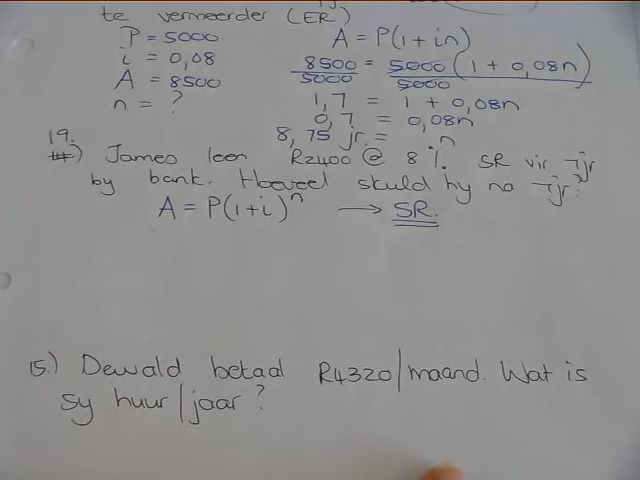 te vermeerder (ER)
P = 5000
i = 0,08
A = 8500
n = ?
A = P(1 + in)
8500/5000 = 5000/5000 (1 + 0,08n)
1,7 = 1 + 0,08n
0,7 = 0,08n
8,75 jr = n
19.
James leen R2400 @ 8 % SR vir 7jr
by bank. Hoeveel skuld hy na 7jr?
A = P(1+i)^n → SR.
15.) Dewald betaal R4320/maand. Wat is
sy huur/jaar?